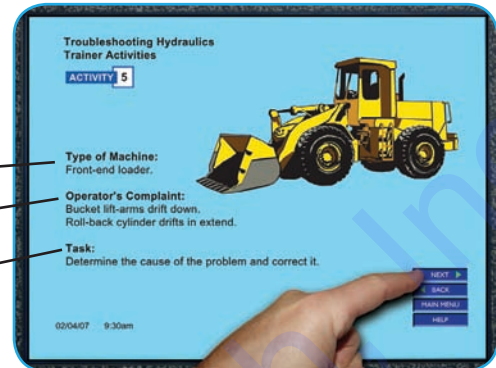 Troubleshooting Hydraulics
Trainer Activities
ACTIVITY 5
Type of Machine:
Front-end loader.
Operator's Complaint:
Bucket lift-arms drift down.
Roll-back cylinder drifts in extend.
Task:
Determine the cause of the problem and correct it.
NEXT
BACK
MAIN MENU
HELP
02/04/07 9:30am